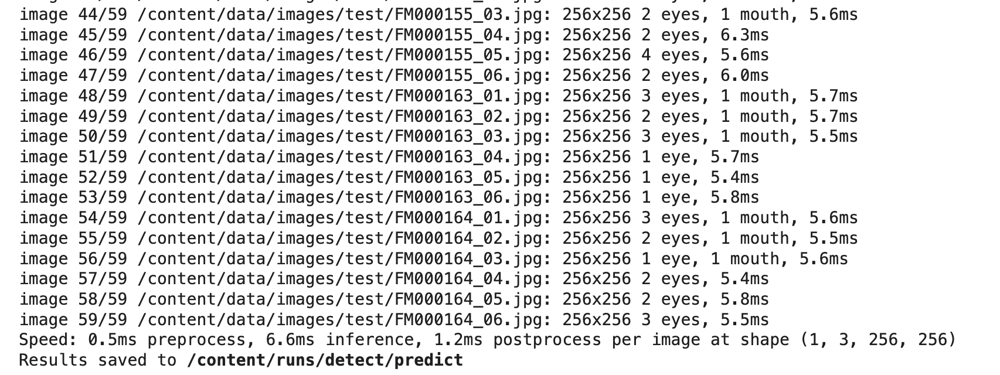 image 44/59 /content/data/images/test/FM000155_03.jpg: 256x256 2 eyes, 1 mouth, 5.6ms
image 45/59 /content/data/images/test/FM000155_04.jpg: 256x256 2 eyes, 6.3ms
image 46/59 /content/data/images/test/FM000155_05.jpg: 256x256 4 eyes, 5.6ms
image 47/59 /content/data/images/test/FM000155_06.jpg: 256x256 2 eyes, 6.0ms
image 48/59 /content/data/images/test/FM000163_01.jpg: 256x256 3 eyes, 1 mouth, 5.7ms
image 49/59 /content/data/images/test/FM000163_02.jpg: 256x256 2 eyes, 1 mouth, 5.7ms
image 50/59 /content/data/images/test/FM000163_03.jpg: 256x256 3 eyes, 1 mouth, 5.5ms
image 51/59 /content/data/images/test/FM000163_04.jpg: 256x256 1 eye, 5.7ms
image 52/59 /content/data/images/test/FM000163_05.jpg: 256x256 1 eye, 5.4ms
image 53/59 /content/data/images/test/FM000163_06.jpg: 256x256 1 eye, 5.8ms
image 54/59 /content/data/images/test/FM000164_01.jpg: 256x256 3 eyes, 1 mouth, 5.6ms
image 55/59 /content/data/images/test/FM000164_02.jpg: 256x256 2 eyes, 1 mouth, 5.5ms
image 56/59 /content/data/images/test/FM000164_03.jpg: 256x256 1 eye, 1 mouth, 5.6ms
image 57/59 /content/data/images/test/FM000164_04.jpg: 256x256 2 eyes, 5.4ms
image 58/59 /content/data/images/test/FM000164_05.jpg: 256x256 2 eyes, 5.8ms
image 59/59 /content/data/images/test/FM000164_06.jpg: 256x256 3 eyes, 5.5ms
Speed: 0.5ms preprocess, 6.6ms inference, 1.2ms postprocess per image at shape (1, 3, 256, 256)
Results saved to /content/runs/detect/predict